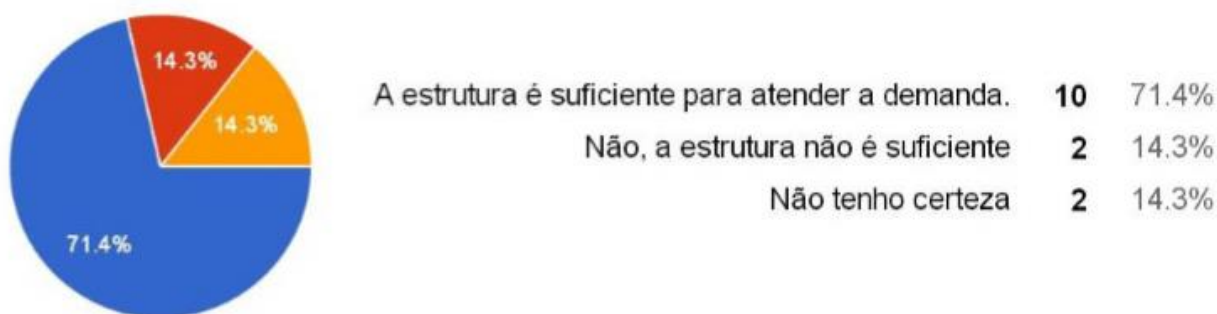 14.3%
14.3%
71.4%
A estrutura é suficiente para atender a demanda. 10 71.4%
Não, a estrutura não é suficiente 2 14.3%
Não tenho certeza 2 14.3%